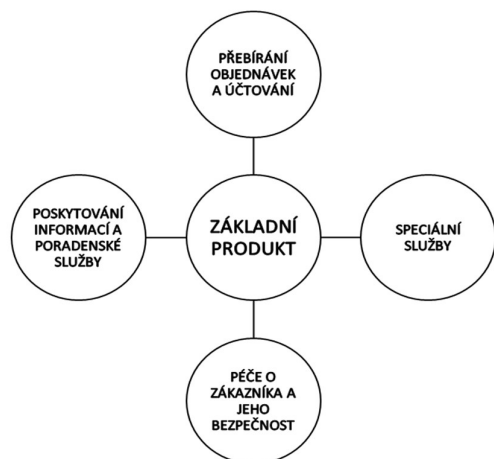 PŘEBÍRÁNÍ
OBJEDNÁVEK
A ÚČTOVÁNÍ
POSKYTOVÁNÍ
INFORMACÍ A
PORADENSKÉ
SLUŽBY
ZÁKLADNÍ
PRODUKT
SPECIÁLNÍ
SLUŽBY
PÉČE O
ZÁKAZNÍKA A
JEHO
BEZPEČNOST